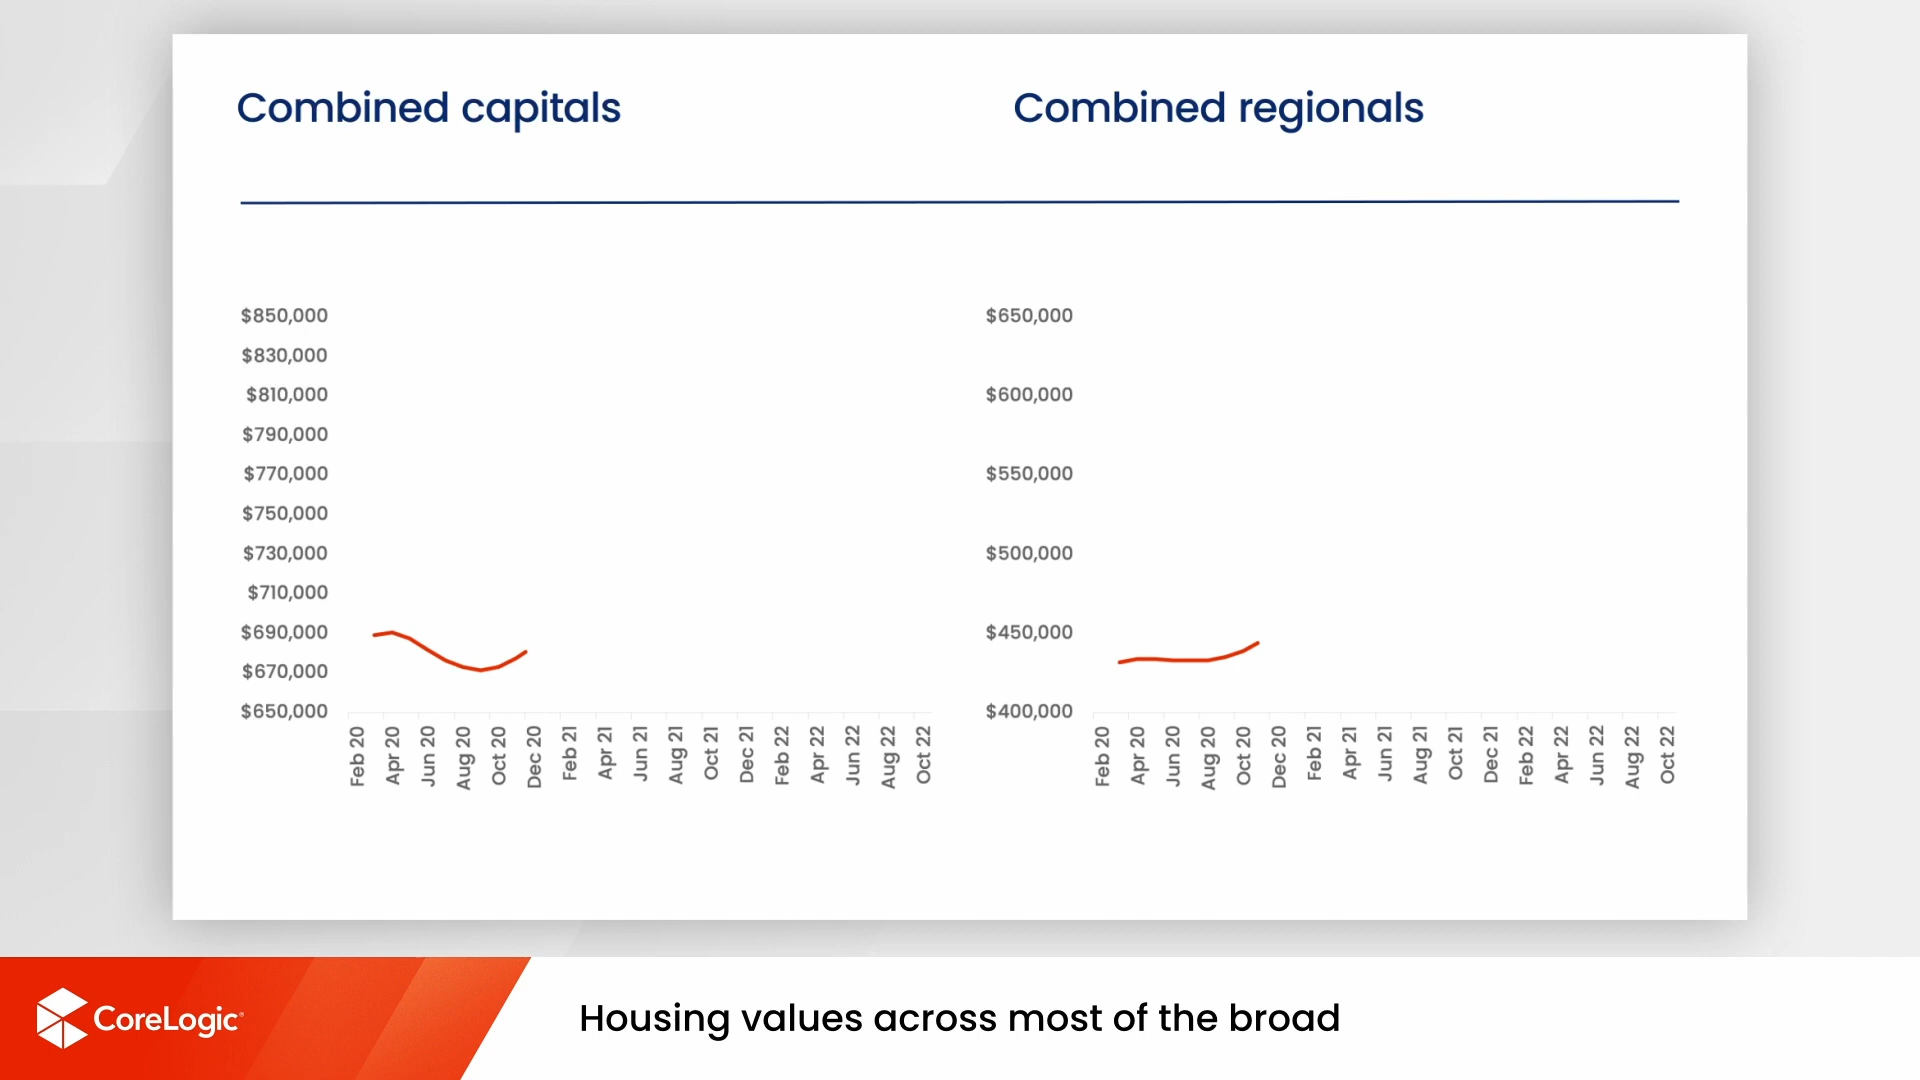 Combined capitals
Combined regionals
$850,000
$830,000
$810,000
$790,000
$770,000
$750,000
$730,000
$710,000
$690,000
$670,000
$650,000
Feb 20
Apr 20
Jun 20
Aug 20
Oct 20
Dec 20
Feb 21
Apr 21
Jun 21
Aug 21
Oct 21
Dec 21
Feb 22
Apr 22
Jun 22
Aug 22
Oct 22
$650,000
$600,000
$550,000
$500,000
$450,000
$400,000
Feb 20
Apr 20
Jun 20
Aug 20
Oct 20
Dec 20
Feb 21
Apr 21
Jun 21
Aug 21
Oct 21
Dec 21
Feb 22
Apr 22
Jun 22
Aug 22
Oct 22
CoreLogic
Housing values across most of the broad